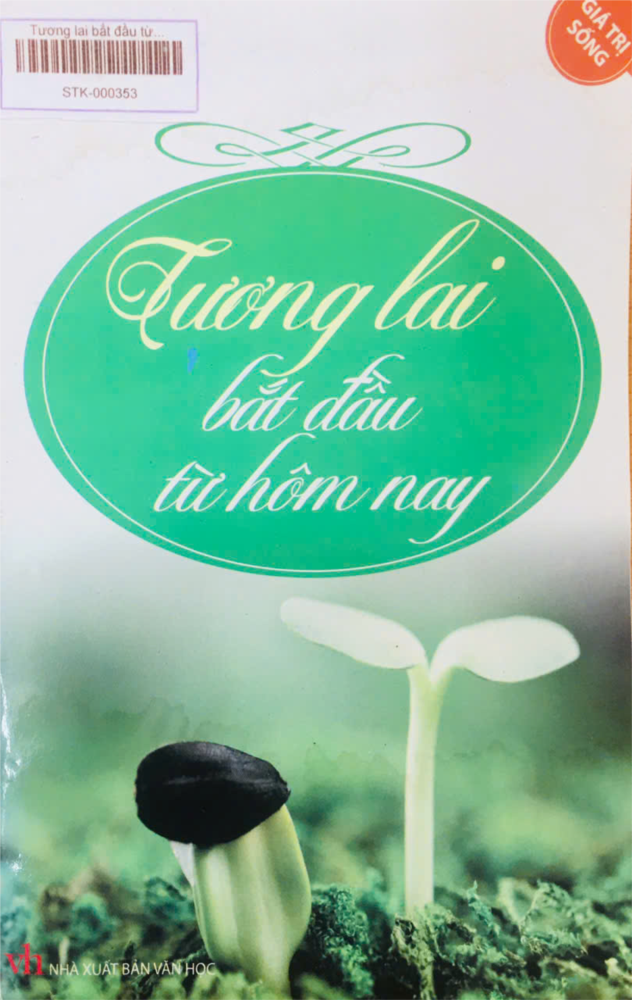 Tương lai bắt đầu từ...
STK-000353
GIÁ TRỊ
SỐNG
Tương lai
bắt đầu
từ hôm nay
vh NHÀ XUẤT BẢN VĂN HỌC